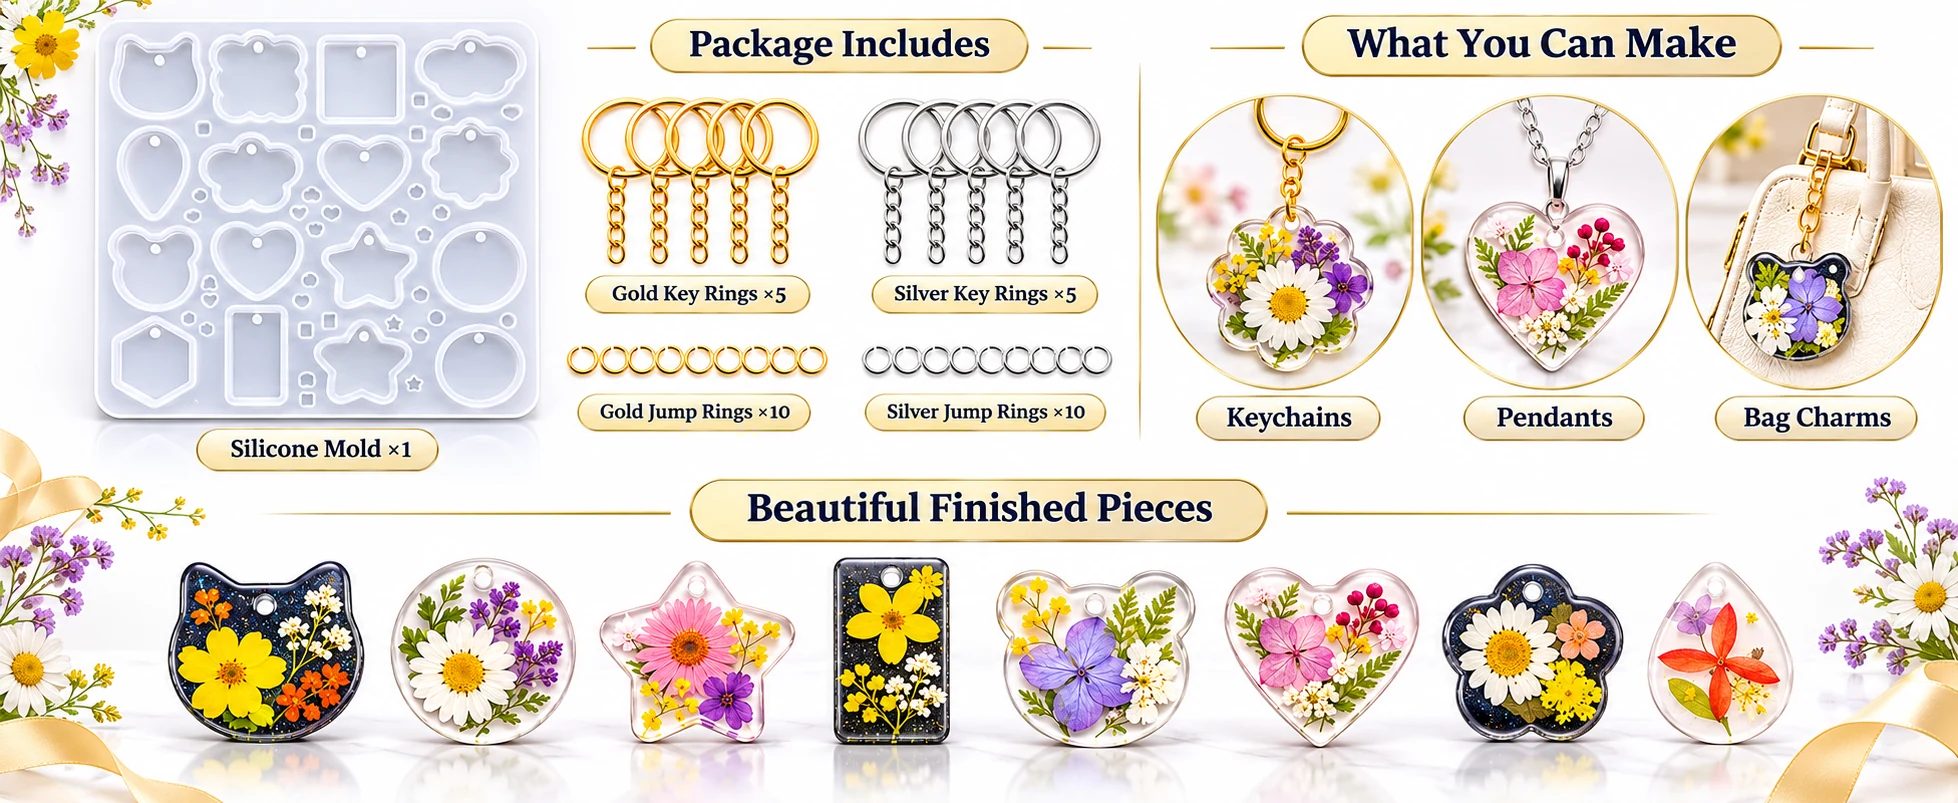 Package Includes
What You Can Make
Gold Key Rings ×5
Silver Key Rings ×5
Gold Jump Rings ×10
Silver Jump Rings ×10
Keychains
Pendants
Bag Charms
Silicone Mold ×1
Beautiful Finished Pieces